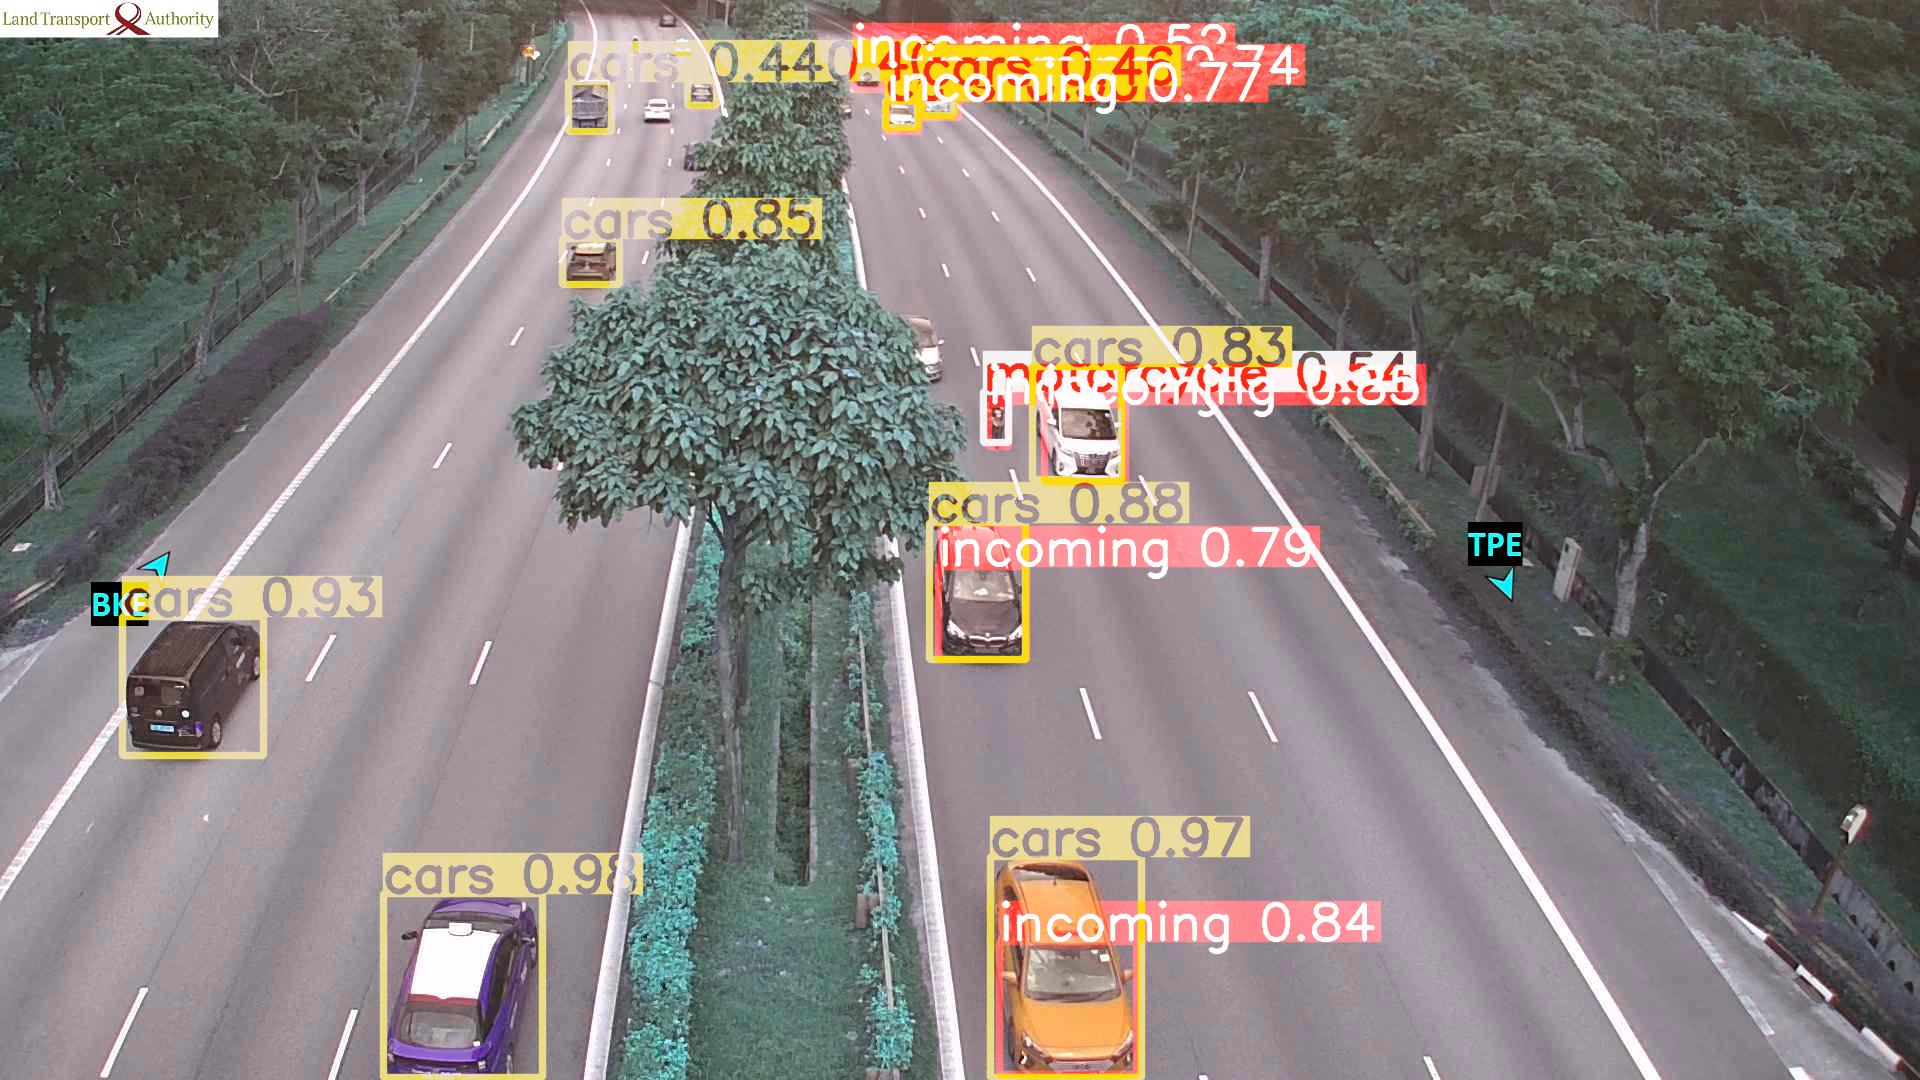 Land Transport Authority
incoming 0.52
cars 0.44
cars 0.46
incoming 0.77
cars 0.85
cars 0.83
motorcycle 0.54
cars 0.88
incoming 0.79
TPE
BKE
cars 0.93
cars 0.97
cars 0.98
incoming 0.84